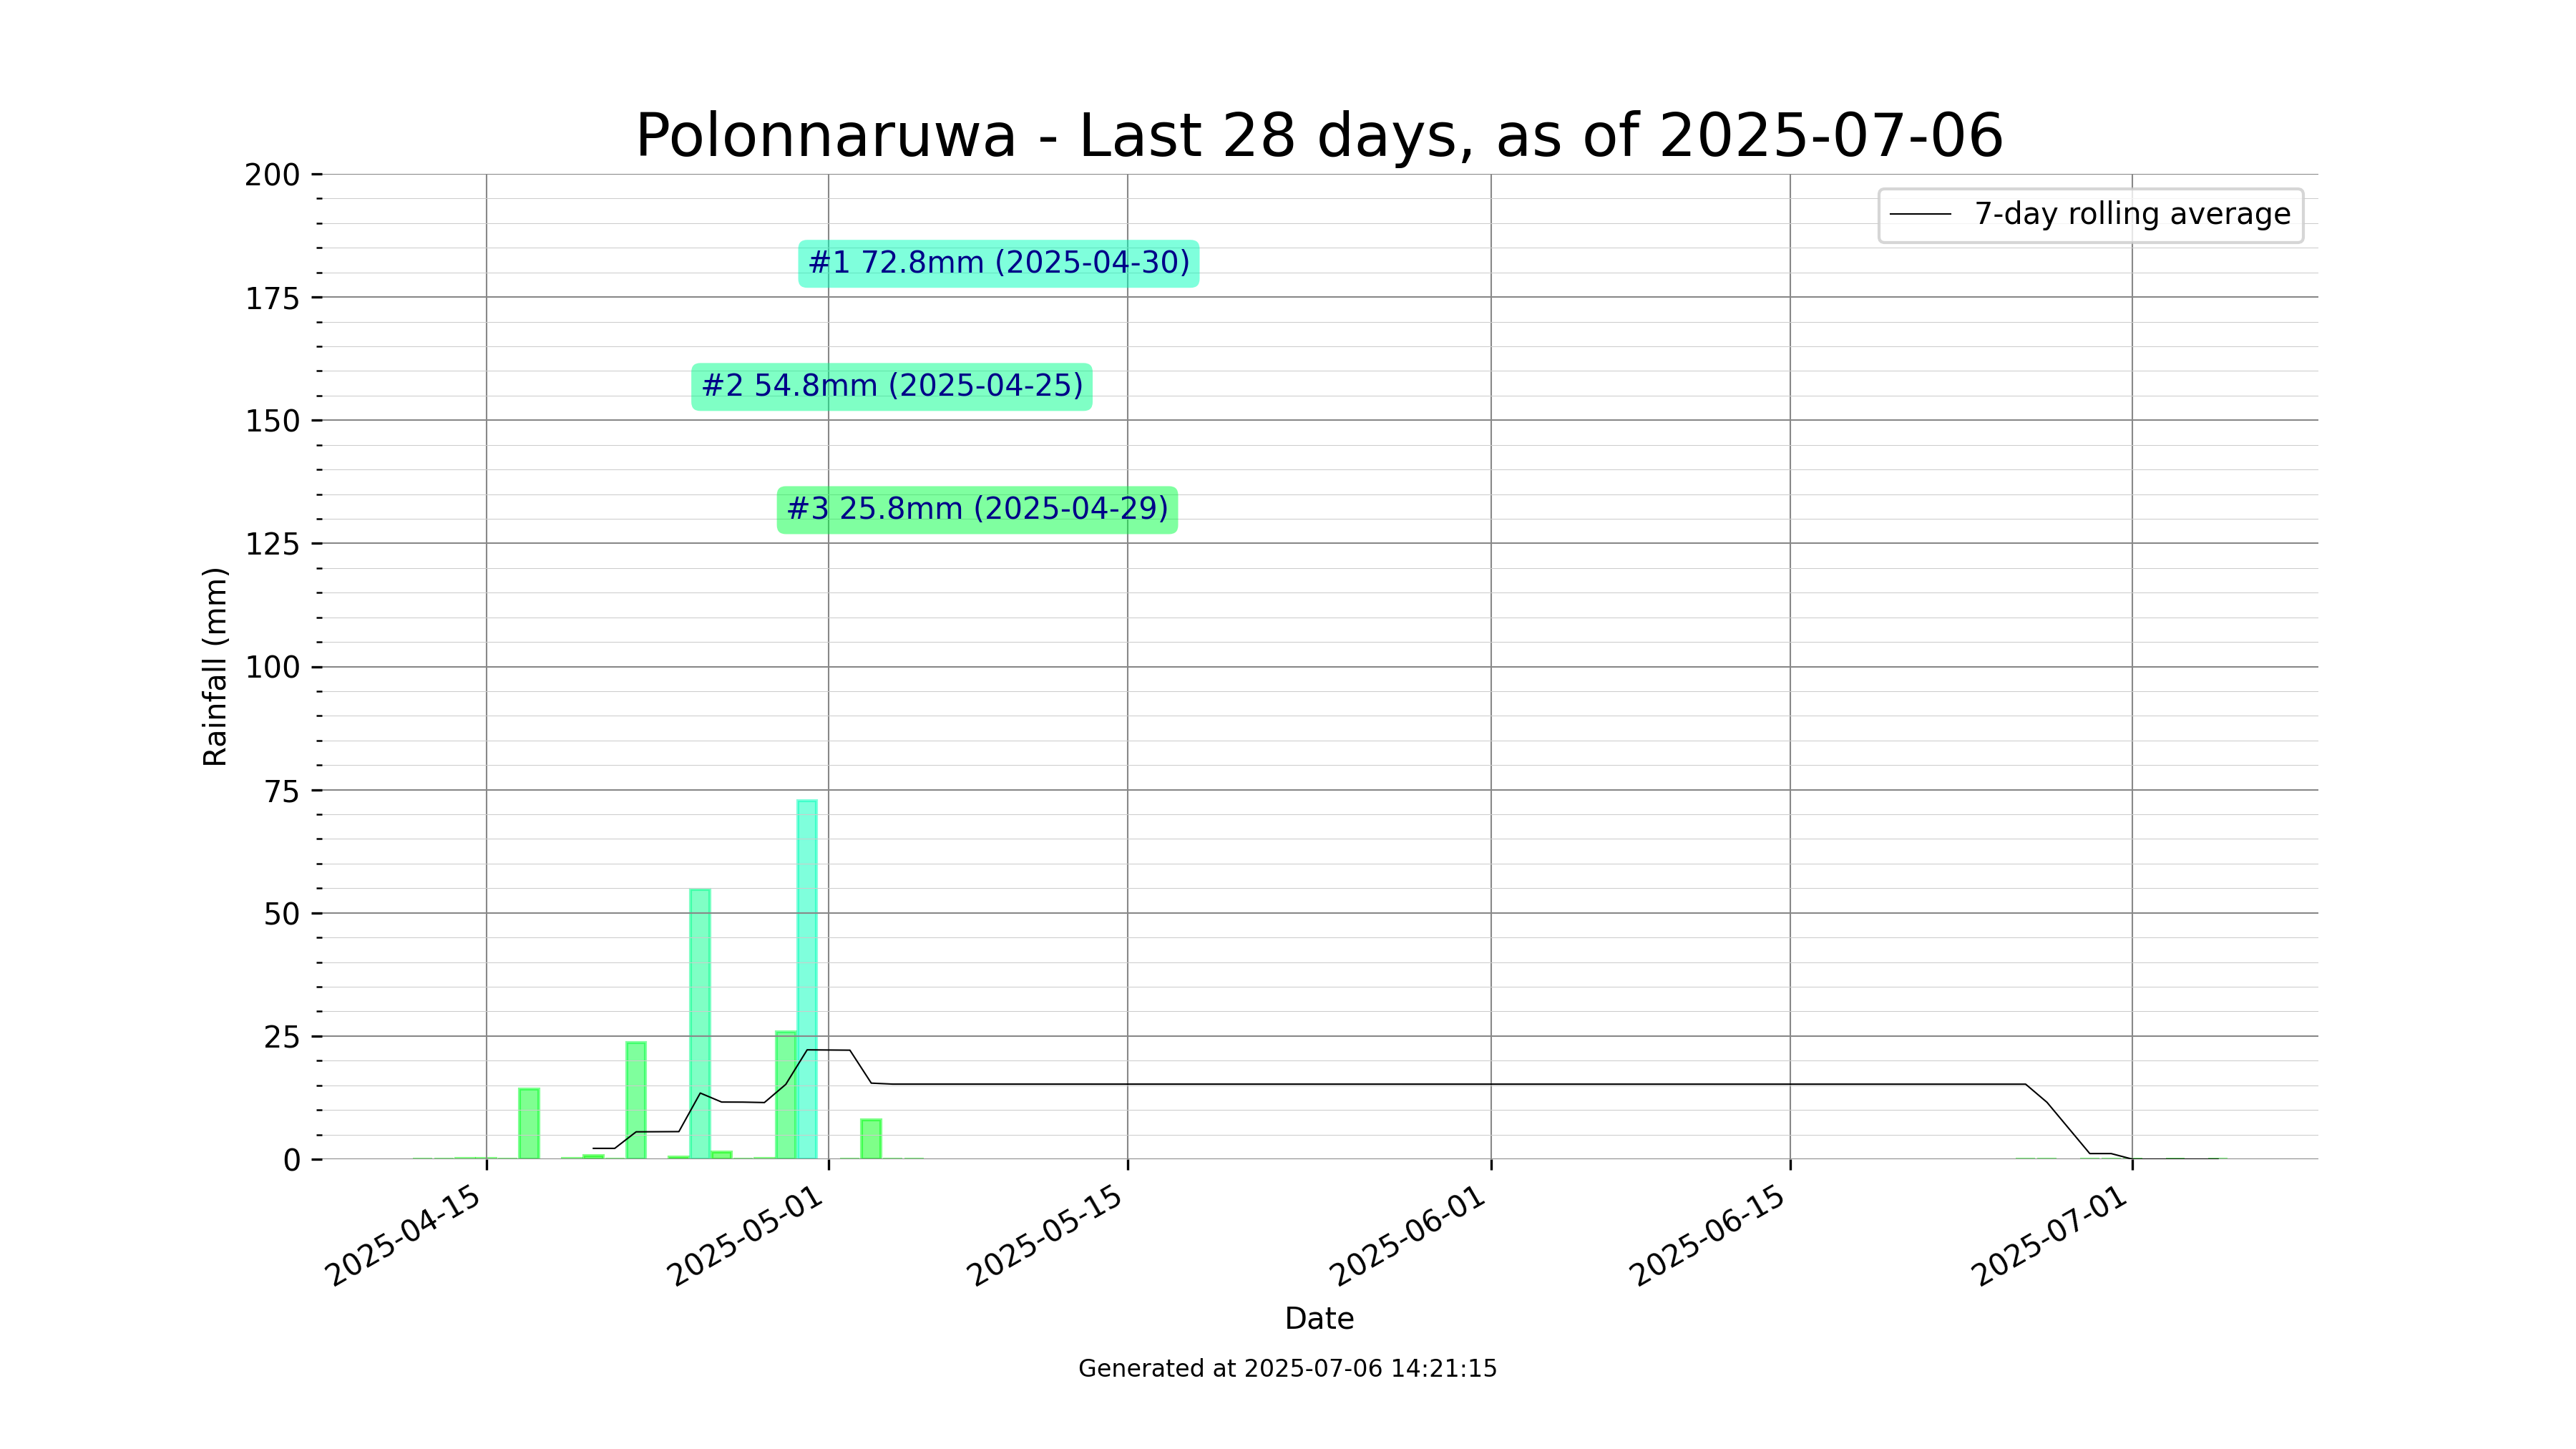 Polonnaruwa - Last 28 days, as of 2025-07-06
7-day rolling average
#1 72.8mm (2025-04-30)
#2 54.8mm (2025-04-25)
#3 25.8mm (2025-04-29)
Rainfall (mm)
200
175
150
125
100
75
50
25
0
2025-04-15
2025-05-01
2025-05-15
2025-06-01
2025-06-15
2025-07-01
Date
Generated at 2025-07-06 14:21:15